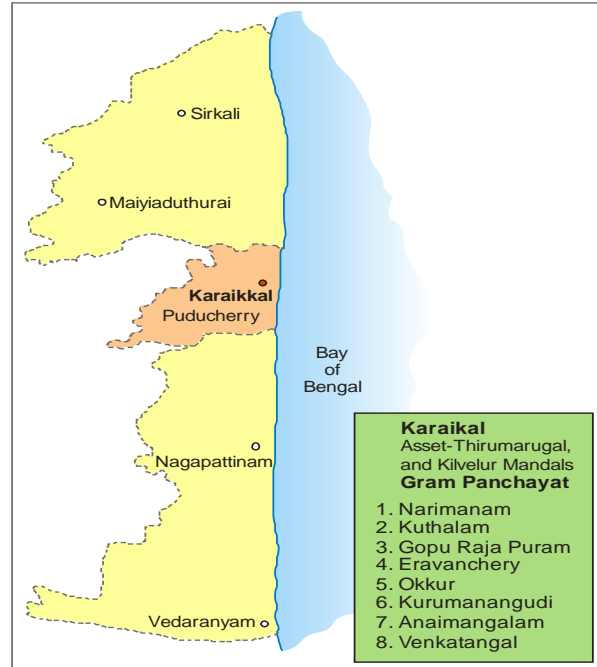 Sirkali
Maiyiaduthurai
Karaikkal
Puducherry
Bay
of
Bengal
Nagapattinam
Vedaranyam
Karaikal
Asset-Thirumarugal,
and Kilvelur Mandals
Gram Panchayat
1. Narimanam
2. Kuthalam
3. Gopu Raja Puram
4. Eravanchery
5. Okkur
6. Kurumanangudi
7. Anaimangalam
8. Venkatangal